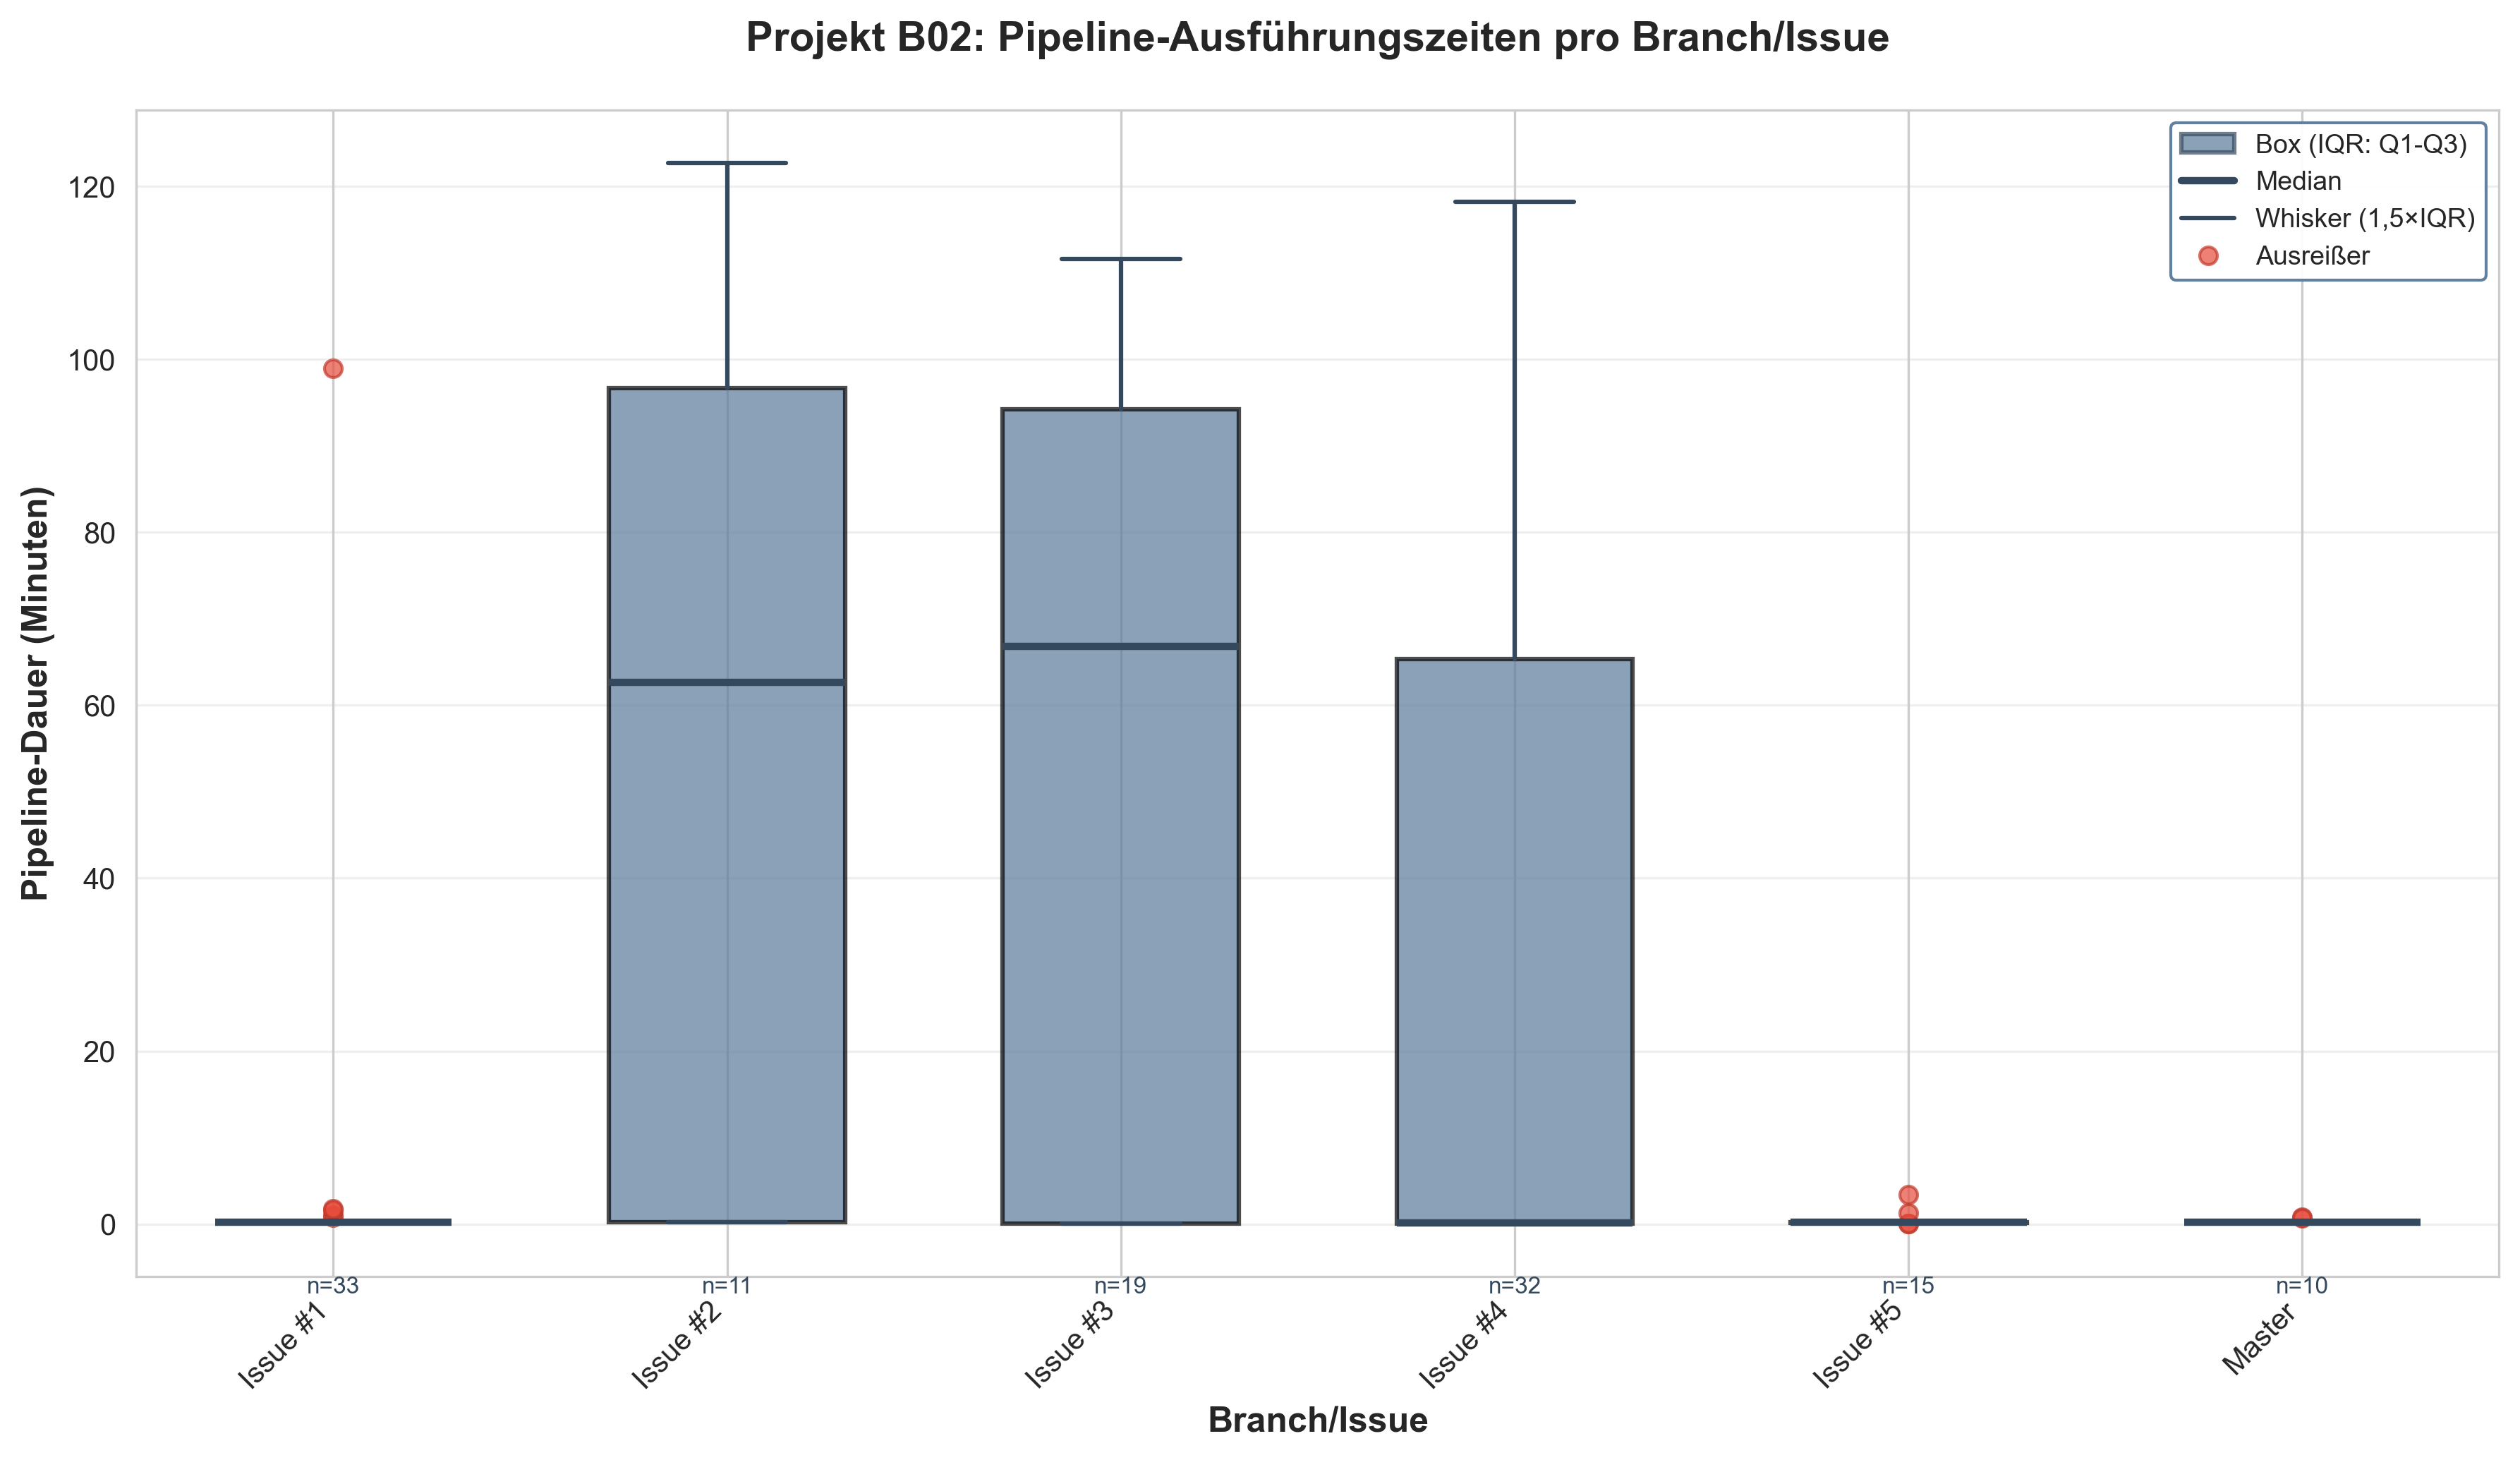 Projekt B02: Pipeline-Ausführungszeiten pro Branch/Issue
Box (IQR: Q1-Q3)
Median
Whisker (1,5×IQR)
Ausreißer
Pipeline-Dauer (Minuten)
120
100
80
60
40
20
0
n=33
n=11
n=19
n=32
n=15
n=10
Issue #1
Issue #2
Issue #3
Issue #4
Issue #5
Master
Branch/Issue